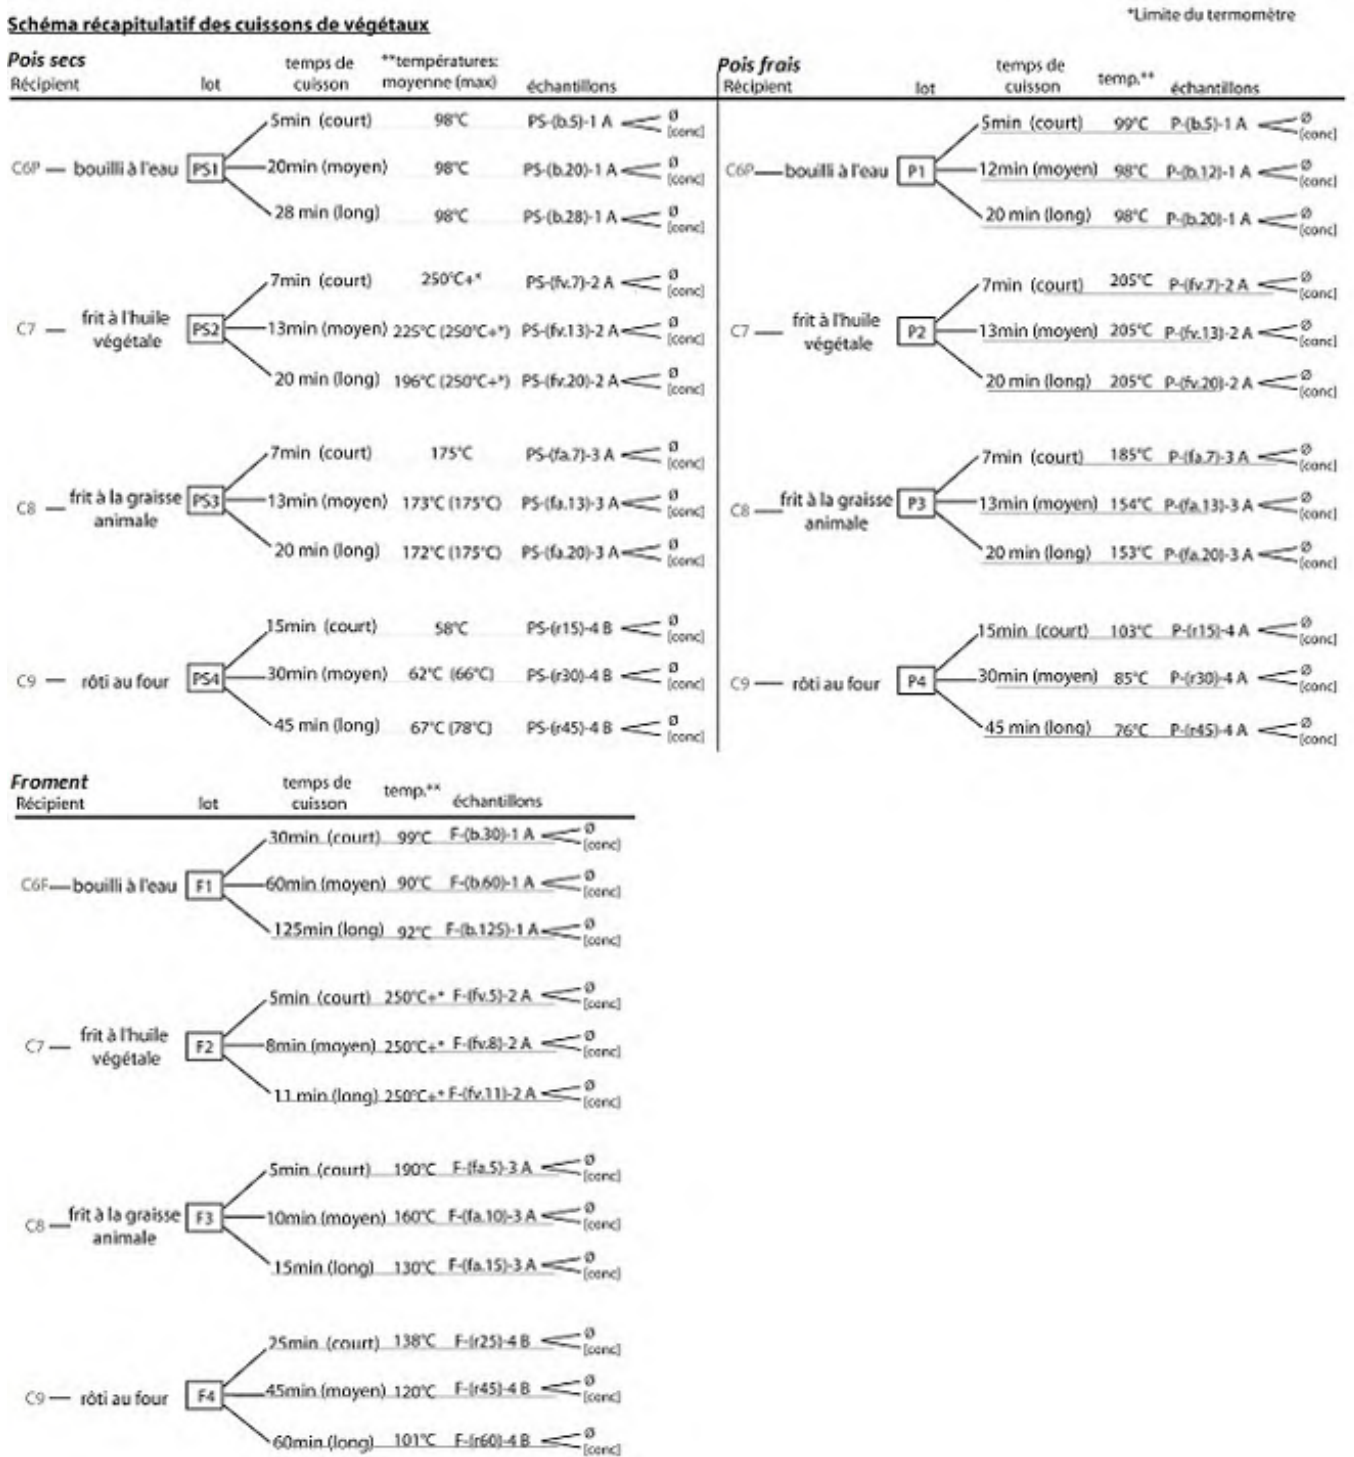 *Limite du termomètre
Schéma récapitulatif des cuissons de végétaux
Pois secs
Récipient lot temps de cuisson **températures: moyenne (max) échantillons
5min (court) 98°C PS-(b.5)-1 A Ø [conc]
C6P bouilli à l'eau PS1 20min (moyen) 98°C PS-(b.20)-1 A Ø [conc]
28 min (long) 98°C PS-(b.28)-1 A Ø [conc]
7min (court) 250°C+* PS-(fv.7)-2 A Ø [conc]
C7 frit à l'huile végétale PS2 13min (moyen) 225°C (250°C+*) PS-(fv.13)-2 A Ø [conc]
20 min (long) 196°C (250°C+*) PS-(fv.20)-2 A Ø [conc]
7min (court) 175°C PS-(fa.7)-3 A Ø [conc]
C8 frit à la graisse animale PS3 13min (moyen) 173°C (175°C) PS-(fa.13)-3 A Ø [conc]
20 min (long) 172°C (175°C) PS-(fa.20)-3 A Ø [conc]
15min (court) 58°C PS-(r15)-4 B Ø [conc]
C9 rôti au four PS4 30min (moyen) 62°C (66°C) PS-(r30)-4 B Ø [conc]
45 min (long) 67°C (78°C) PS-(r45)-4 B Ø [conc]
Pois frais
Récipient lot temps de cuisson temp.** échantillons
5min (court) 99°C P-(b.5)-1 A Ø [conc]
C6P bouilli à l'eau P1 12min (moyen) 98°C P-(b.12)-1 A Ø [conc]
20 min (long) 98°C P-(b.20)-1 A Ø [conc]
7min (court) 205°C P-(fv.7)-2 A Ø [conc]
C7 frit à l'huile végétale P2 13min (moyen) 205°C P-(fv.13)-2 A Ø [conc]
20 min (long) 205°C P-(fv.20)-2 A Ø [conc]
7min (court) 185°C P-(fa.7)-3 A Ø [conc]
C8 frit à la graisse animale P3 13min (moyen) 154°C P-(fa.13)-3 A Ø [conc]
20 min (long) 153°C P-(fa.20)-3 A Ø [conc]
15min (court) 103°C P-(r15)-4 A Ø [conc]
C9 rôti au four P4 30min (moyen) 85°C P-(r30)-4 A Ø [conc]
45 min (long) 76°C P-(r45)-4 A Ø [conc]
Froment
Récipient lot temps de cuisson temp.** échantillons
30min (court) 99°C F-(b.30)-1 A Ø [conc]
C6F bouilli à l'eau F1 60min (moyen) 90°C F-(b.60)-1 A Ø [conc]
125min (long) 92°C F-(b.125)-1 A Ø [conc]
5min (court) 250°C+* F-(fv.5)-2 A Ø [conc]
C7 frit à l'huile végétale F2 8min (moyen) 250°C+* F-(fv.8)-2 A Ø [conc]
11 min (long) 250°C+* F-(fv.11)-2 A Ø [conc]
5min (court) 190°C F-(fa.5)-3 A Ø [conc]
C8 frit à la graisse animale F3 10min (moyen) 160°C F-(fa.10)-3 A Ø [conc]
15min (long) 130°C F-(fa.15)-3 A Ø [conc]
25min (court) 138°C F-(r25)-4 B Ø [conc]
C9 rôti au four F4 45min (moyen) 120°C F-(r45)-4 B Ø [conc]
60min (long) 101°C F-(r60)-4 B Ø [conc]